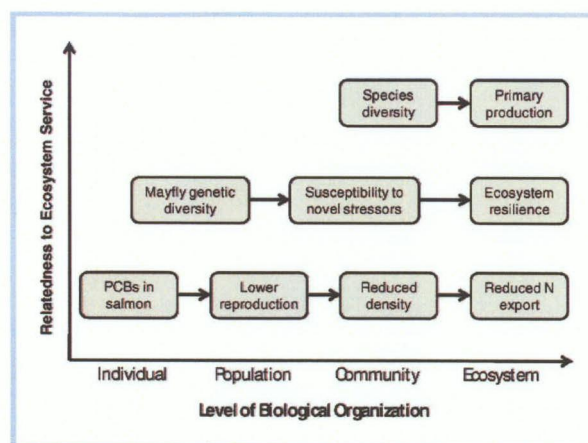 Relatedness to Ecosystem Service
Species
diversity
Primary
production
Mayfly genetic
diversity
Susceptibility to
novel stressors
Ecosystem
resilience
PCBs in
salmon
Lower
reproduction
Reduced
density
Reduced N
export
Individual
Population
Community
Ecosystem
Level of Biological Organization